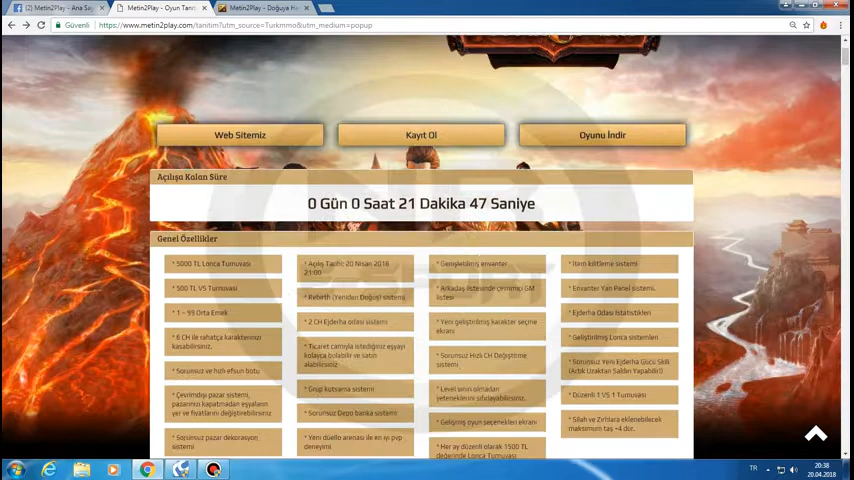 (2) Metin2Play - Ana Say
Metin2Play - Oyun Tanıt
Metin2Play - Doğuya H
Güvenli
https://www.metin2play.com/tanitim?utm_source=Turkmmo&utm_medium=popup
Web Sitemiz
Kayıt Ol
Oyunu İndir
Açılışa Kalan Süre
0 Gün 0 Saat 21 Dakika 47 Saniye
Genel Özellikler
* 5000 TL Lonca Turnuvası
* 500 TL VS Turnuvası
* 1 – 99 Orta Emek
* 6 CH ile rahatça karakterinizi
kasabilirsiniz.
* Sorunsuz ve hızlı efsun botu
* Çevrimdışı pazar sistemi,
pazarınızı kapatmadan eşyaların
yer ve fiyatlarını değiştirebilirsiniz
* Sorunsuz pazar dekorasyon
sistemi
* Açılış Tarihi: 20 Nisan 2018
21:00
* Rebirth (Yeniden Doğuş) sistemi
* 2 CH Ejderha odası sistemi
* Ticaret camıyla istediğiniz eşyayı
kolayca bulabilir ve satın
alabilirsiniz
* Grup kutsama sistemi
* Sorunsuz Depo banka sistemi
* Yeni düello arenası ile en iyi pvp
deneyimi
* Genişletilmiş envanter
* Arkadaş listesinde çevrimiçi GM
listesi
* Yeni geliştirilmiş karakter seçme
ekranı
* Sorunsuz Hızlı CH Değiştirme
sistemi
* Level sınırı olmadan
yeteneklerini sıfırlayabilirsiniz.
* Gelişmiş oyun seçenekleri ekranı
* Her ay düzenli olarak 1500 TL
değerinde Lonca Turnuvası
* Item kilitleme sistemi
* Envanter Yan Panel sistemi.
* Ejderha Odası İstatistikleri
* Geliştirilmiş Lonca sistemleri
* Sorunsuz Yeni Ejderha Gücü Skili
(Artık Uzaktan Saldırı Yapabilir!)
* Düzenli 1 VS 1 Turnuvası
* Silah ve Zırhlara eklenebilecek
maksimum taş +4 dür.
TR
20:38
20.04.2018